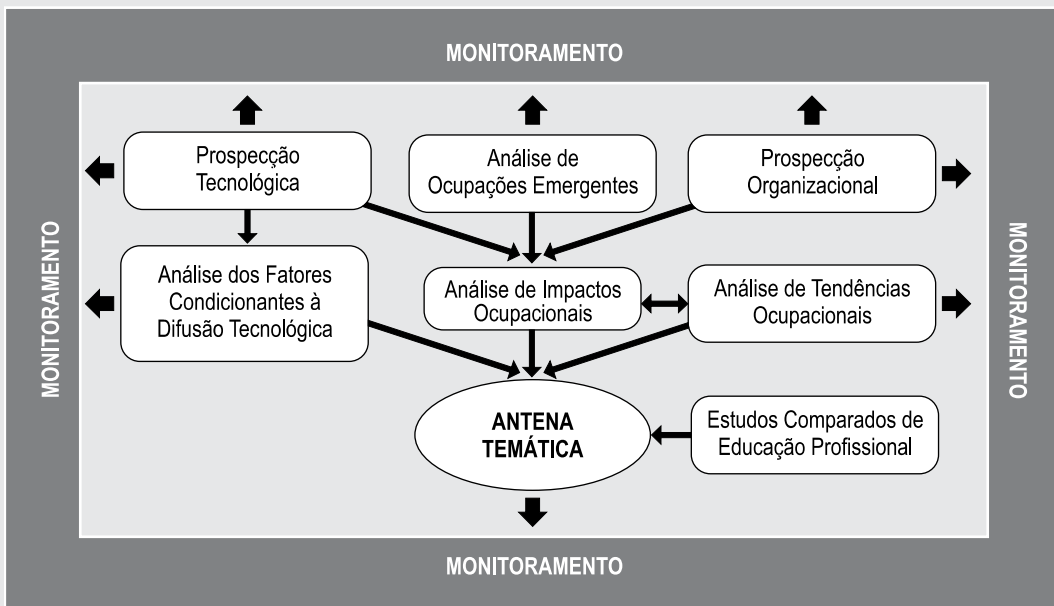 MONITORAMENTO
Prospecção
Tecnológica
Análise de
Ocupações Emergentes
Prospecção
Organizacional
MONITORAMENTO
MONITORAMENTO
Análise dos Fatores
Condicionantes à
Difusão Tecnológica
Análise de Impactos
Ocupacionais
Análise de Tendências
Ocupacionais
ANTENA
TEMÁTICA
Estudos Comparados de
Educação Profissional
MONITORAMENTO